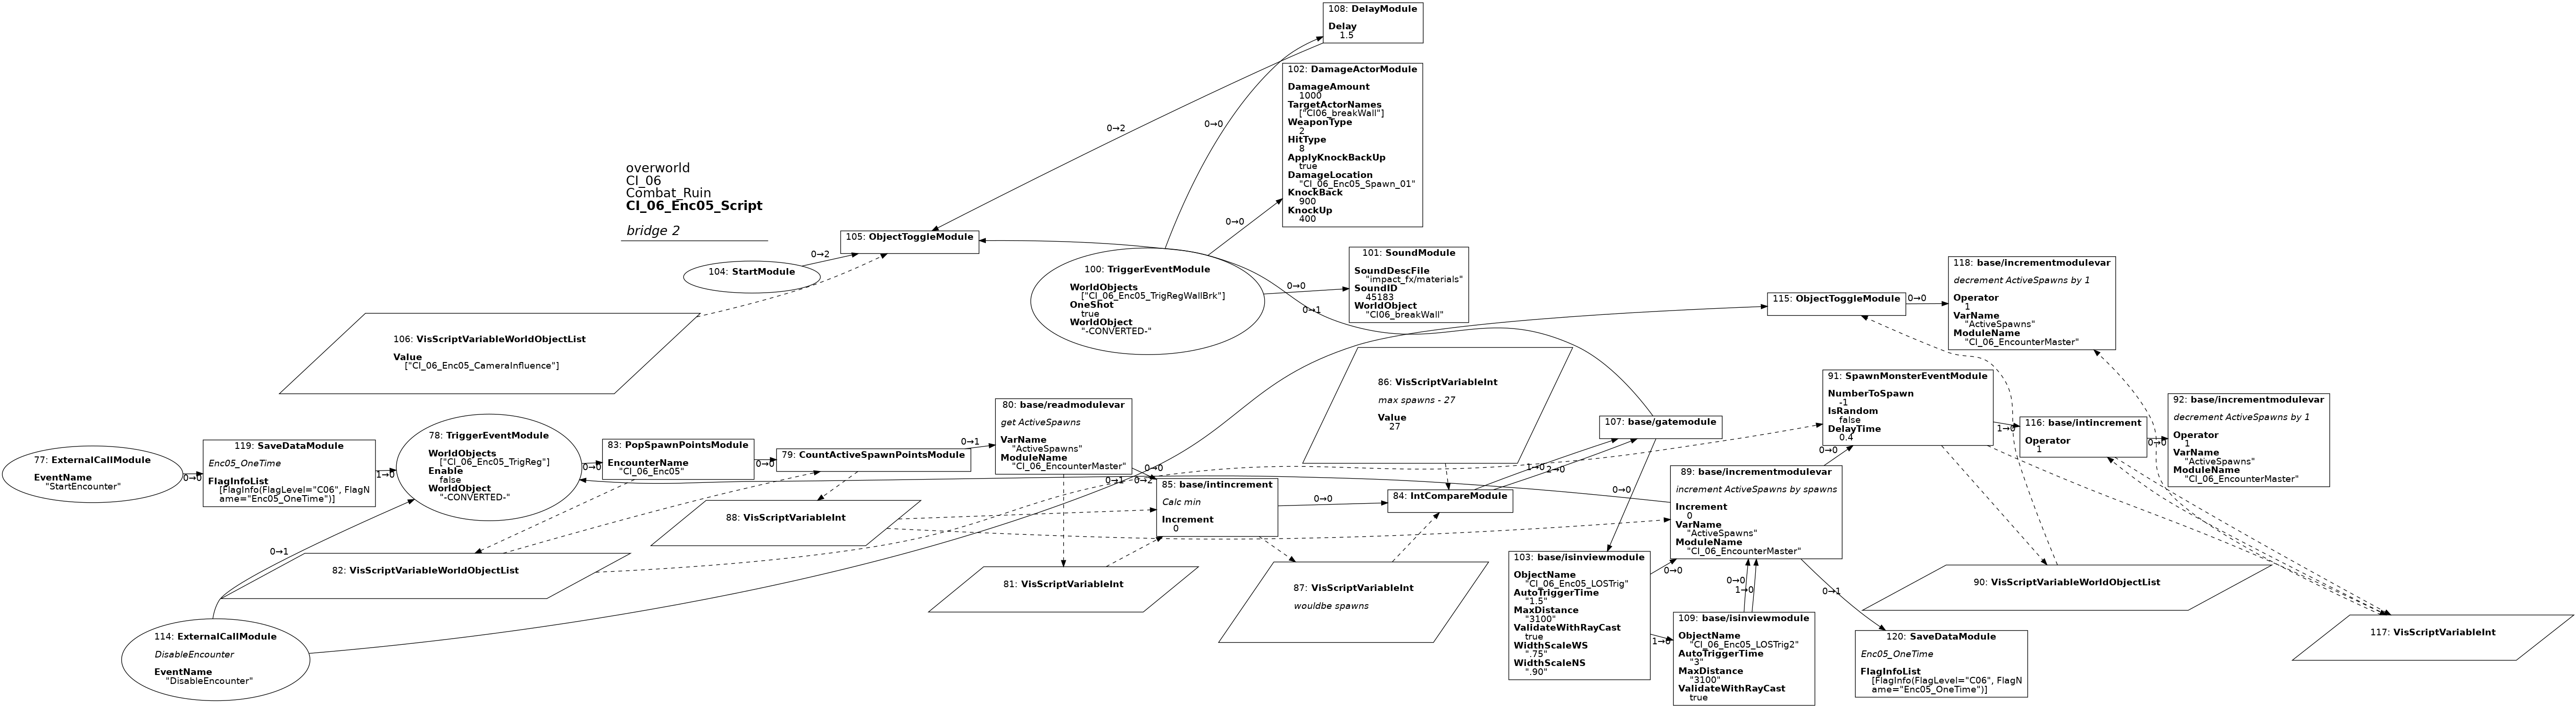 108: DelayModule
Delay
1.5
102: DamageActorModule
DamageAmount
1000
TargetActorNames
["CI06_breakWall"]
WeaponType
2
HitType
8
ApplyKnockBackUp
true
DamageLocation
"CI_06_Enc05_Spawn_01"
KnockBack
900
KnockUp
400
0→2
0→0
overworld
CI_06
Combat_Ruin
CI_06_Enc05_Script
bridge 2
0→0
105: ObjectToggleModule
104: StartModule
0→2
100: TriggerEventModule
WorldObjects
["CI_06_Enc05_TrigRegWallBrk"]
OneShot
true
WorldObject
"-CONVERTED-"
0→0
101: SoundModule
SoundDescFile
"impact_fx/materials"
SoundID
45183
WorldObject
"CI06_breakWall"
0→1
115: ObjectToggleModule
0→0
118: base/incrementmodulevar
decrement ActiveSpawns by 1
Operator
1
VarName
"ActiveSpawns"
ModuleName
"CI_06_EncounterMaster"
106: VisScriptVariableWorldObjectList
Value
["CI_06_Enc05_CameraInfluence"]
86: VisScriptVariableInt
max spawns - 27
Value
27
91: SpawnMonsterEventModule
NumberToSpawn
-1
IsRandom
false
DelayTime
0.4
1→0
116: base/intincrement
Operator
1
0→0
92: base/incrementmodulevar
decrement ActiveSpawns by 1
Operator
1
VarName
"ActiveSpawns"
ModuleName
"CI_06_EncounterMaster"
107: base/gatemodule
77: ExternalCallModule
EventName
"StartEncounter"
0→0
119: SaveDataModule
Enc05_OneTime
FlagInfoList
[FlagInfo(FlagLevel="C06", FlagN
ame="Enc05_OneTime")]
1→0
78: TriggerEventModule
WorldObjects
["CI_06_Enc05_TrigReg"]
Enable
false
WorldObject
"-CONVERTED-"
0→0
83: PopSpawnPointsModule
EncounterName
"CI_06_Enc05"
0→0
79: CountActiveSpawnPointsModule
0→1
80: base/readmodulevar
get ActiveSpawns
VarName
"ActiveSpawns"
ModuleName
"CI_06_EncounterMaster"
0→0
0→1
0→2
85: base/intincrement
Calc min
Increment
0
0→0
84: IntCompareModule
1→0
2→0
0→0
0→0
89: base/incrementmodulevar
increment ActiveSpawns by spawns
Increment
0
VarName
"ActiveSpawns"
ModuleName
"CI_06_EncounterMaster"
88: VisScriptVariableInt
0→1
82: VisScriptVariableWorldObjectList
81: VisScriptVariableInt
87: VisScriptVariableInt
wouldbe spawns
103: base/isinviewmodule
ObjectName
"CI_06_Enc05_LOSTrig"
AutoTriggerTime
"1.5"
MaxDistance
"3100"
ValidateWithRayCast
true
WidthScaleWS
".75"
WidthScaleNS
".90"
0→0
1→0
0→0
1→0
0→1
109: base/isinviewmodule
ObjectName
"CI_06_Enc05_LOSTrig2"
AutoTriggerTime
"3"
MaxDistance
"3100"
ValidateWithRayCast
true
90: VisScriptVariableWorldObjectList
120: SaveDataModule
Enc05_OneTime
FlagInfoList
[FlagInfo(FlagLevel="C06", FlagN
ame="Enc05_OneTime")]
117: VisScriptVariableInt
114: ExternalCallModule
DisableEncounter
EventName
"DisableEncounter"